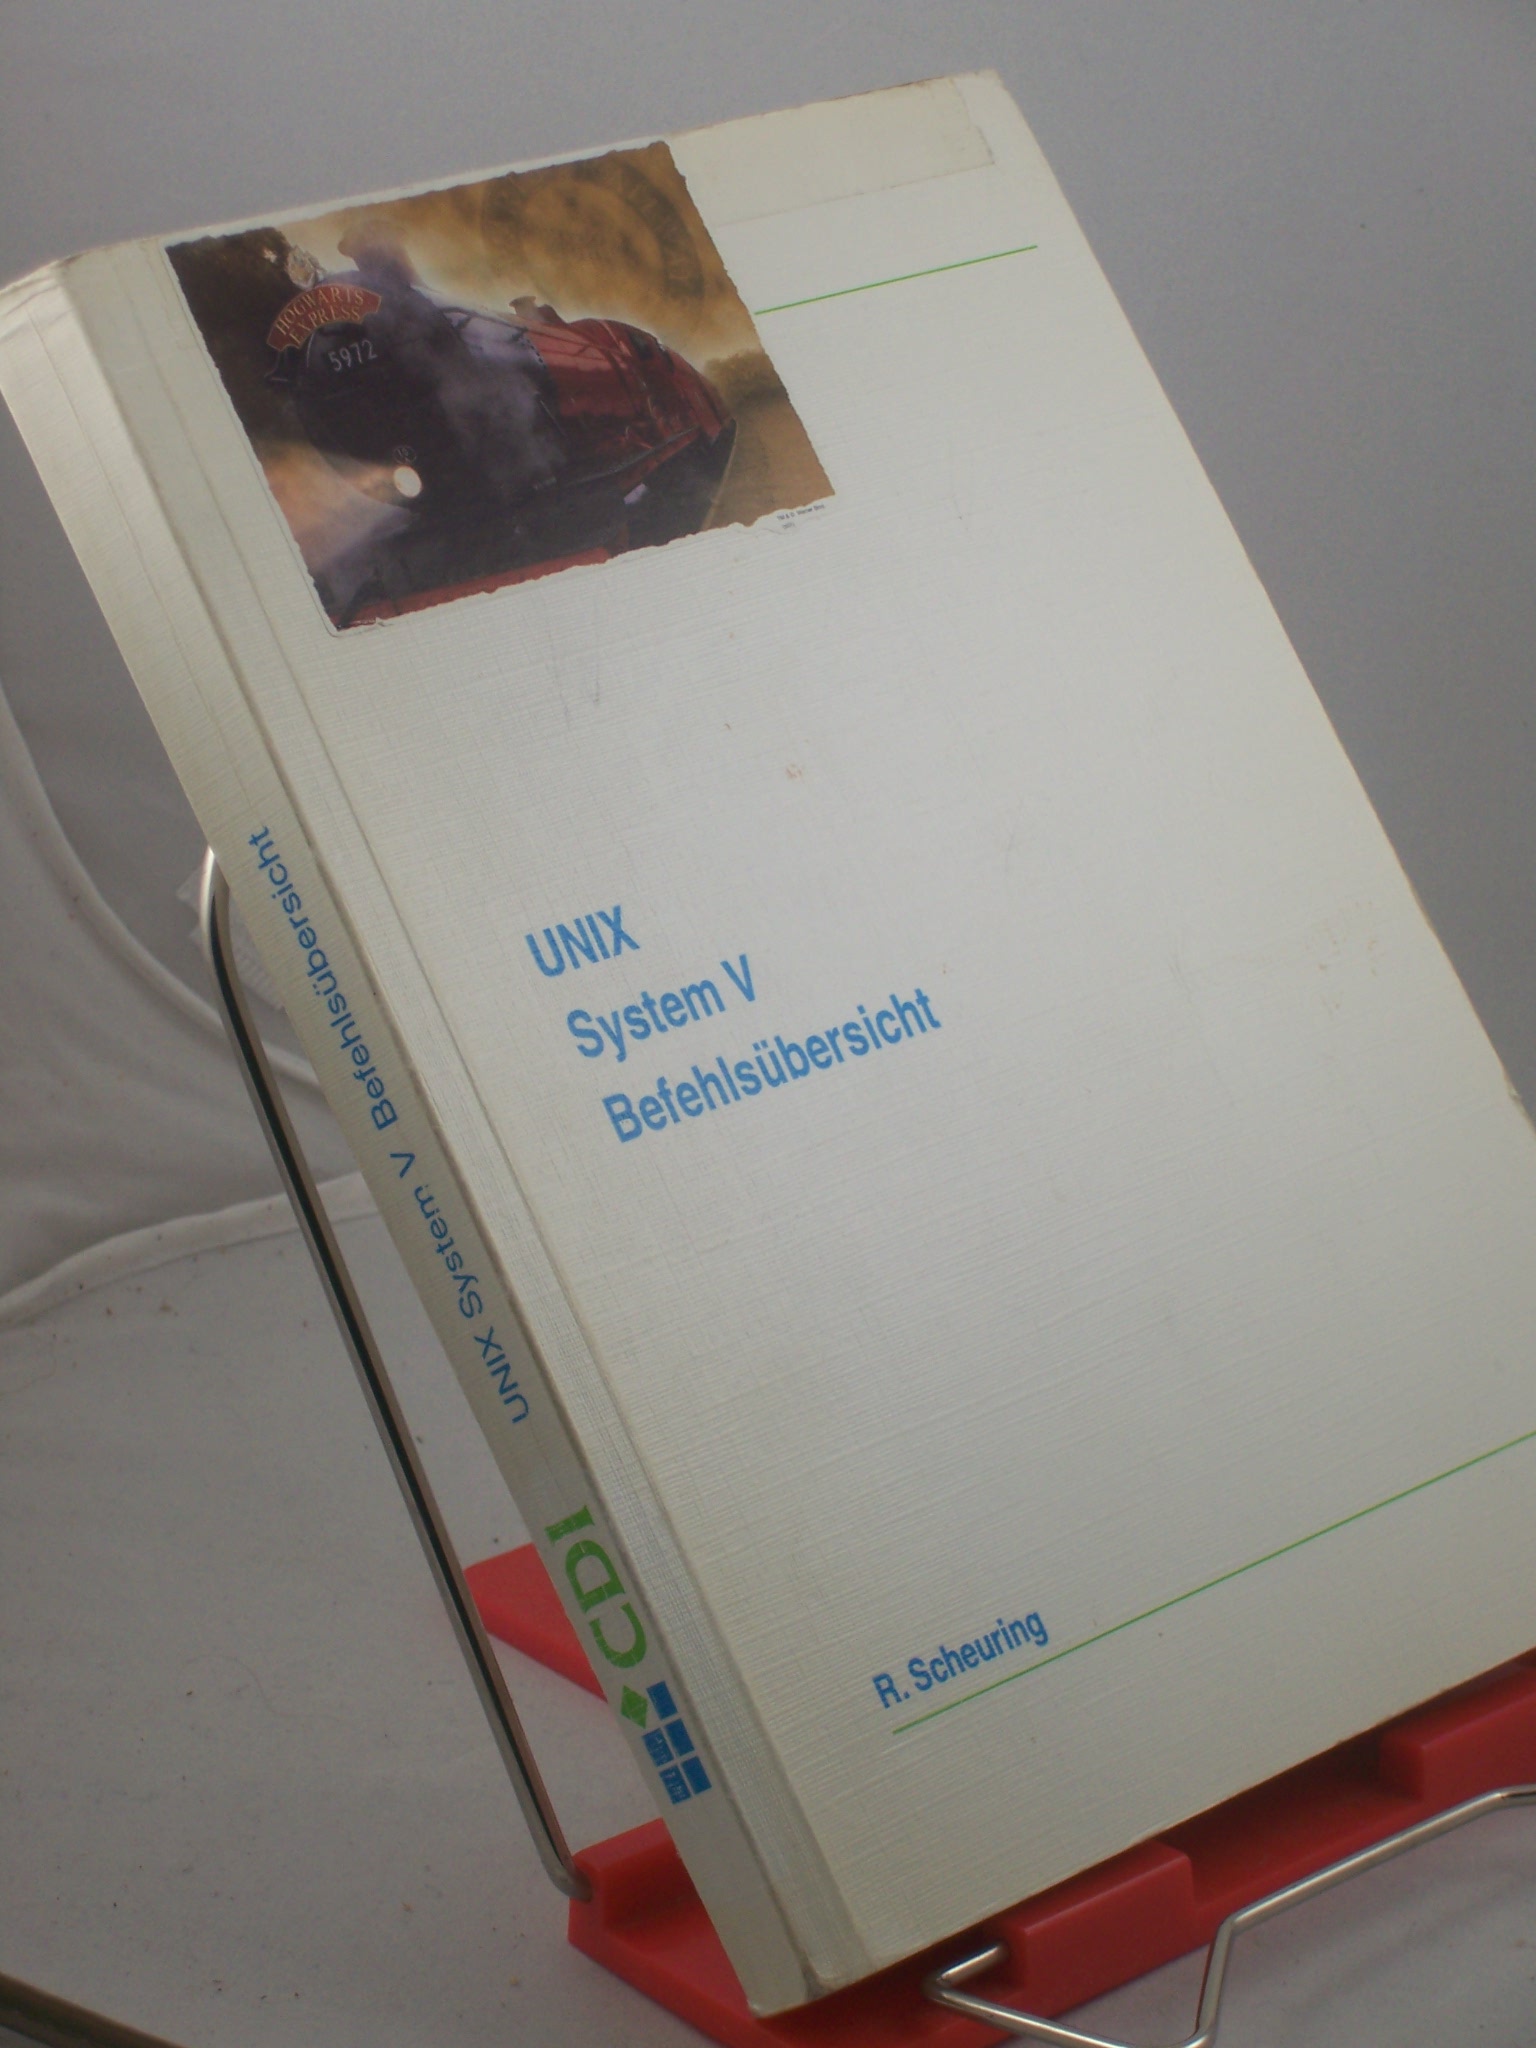 HOGWARTS
EXPRESS
5972
UNIX
System V
Befehlsübersicht
R. Scheuring
UNIX System V Befehlsübersicht
CDI